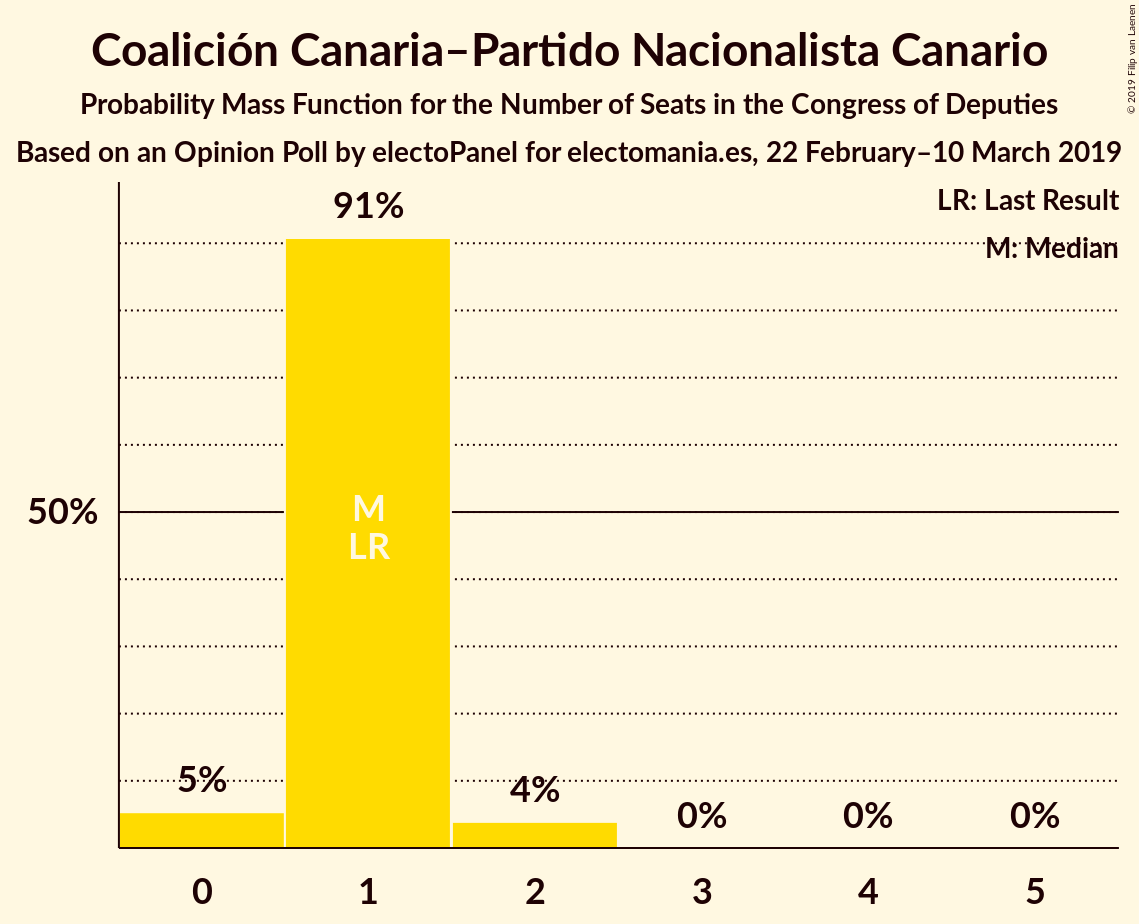 Coalición Canaria–Partido Nacionalista Canario
Probability Mass Function for the Number of Seats in the Congress of Deputies
Based on an Opinion Poll by electoPanel for electomania.es, 22 February–10 March 2019
© 2019 Filip van Laenen
LR: Last Result
M: Median
91%
50%
M
LR
5%
4%
0%
0%
0%
0
1
2
3
4
5